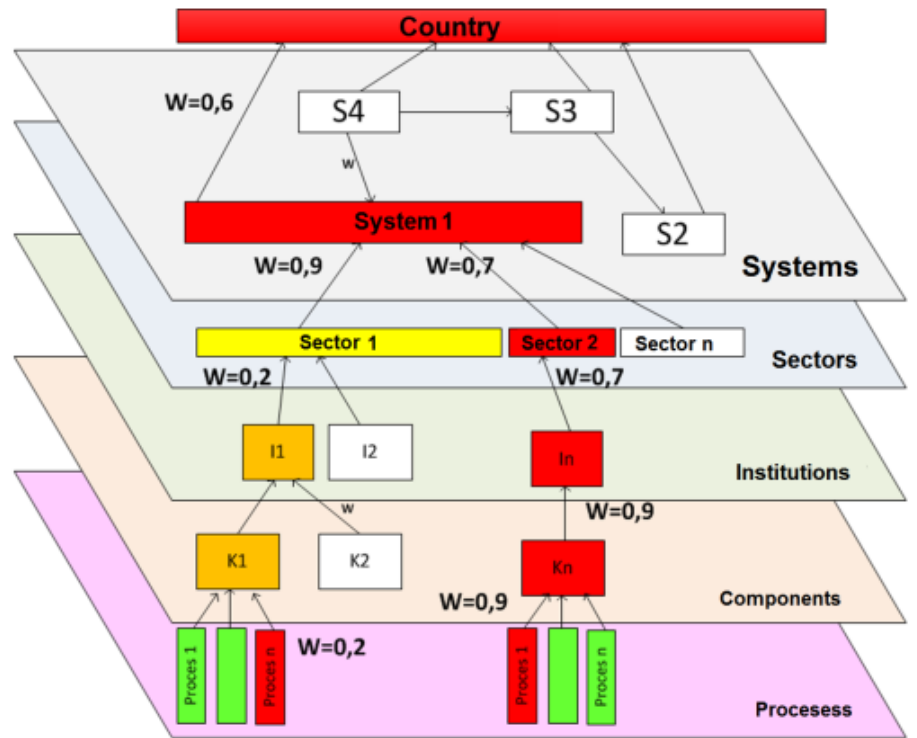 Country
W=0,6
S4
S3
w
System 1
S2
W=0,9
W=0,7
Systems
Sector 1
Sector 2
Sector n
Sectors
W=0,2
W=0,7
I1
I2
In
Institutions
w
W=0,9
K1
K2
Kn
W=0,9
Components
Proces 1
Proces n
W=0,2
Proces 1
Proces n
Procesess